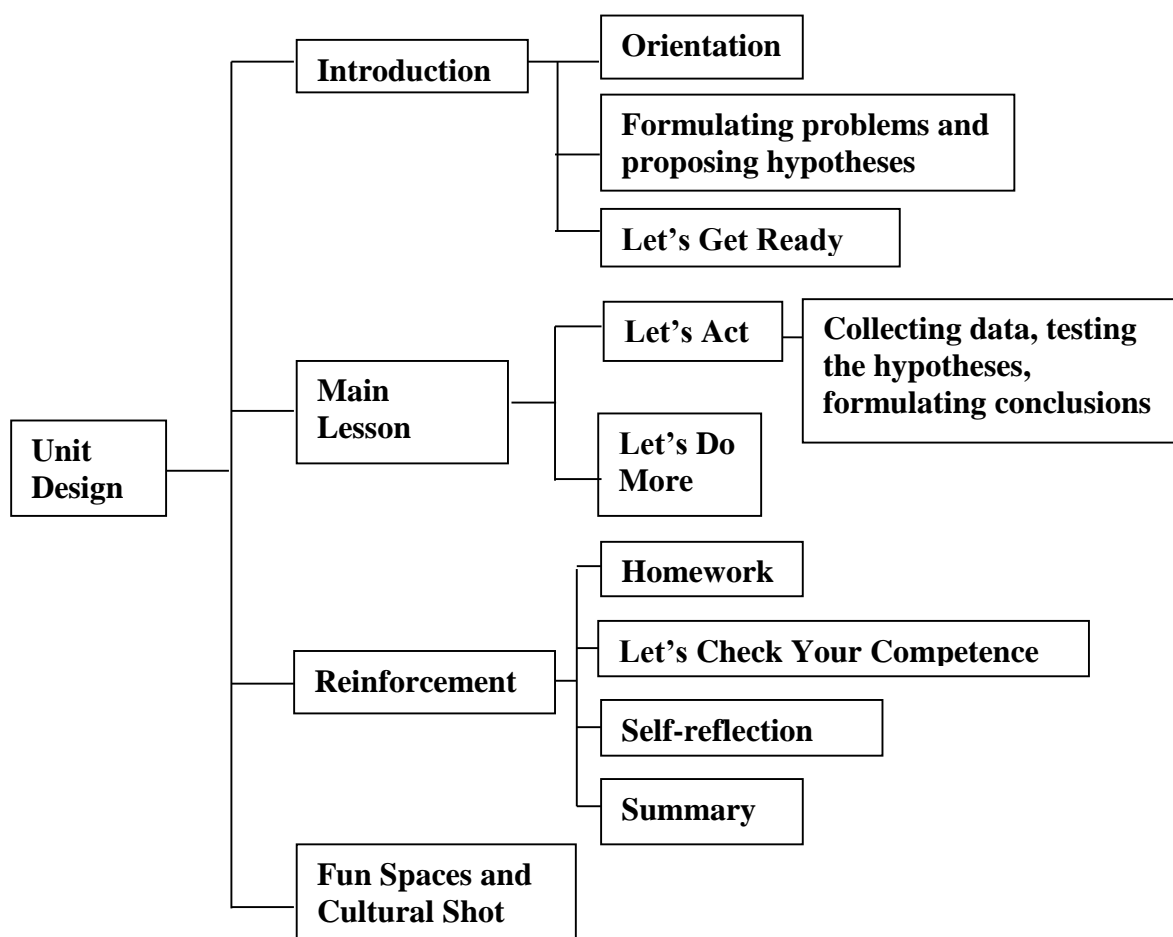 Unit
Design
Introduction
Orientation
Formulating problems and
proposing hypotheses
Let’s Get Ready
Main
Lesson
Let’s Act
Collecting data, testing
the hypotheses,
formulating conclusions
Let’s Do
More
Reinforcement
Homework
Let’s Check Your Competence
Self-reflection
Summary
Fun Spaces and
Cultural Shot